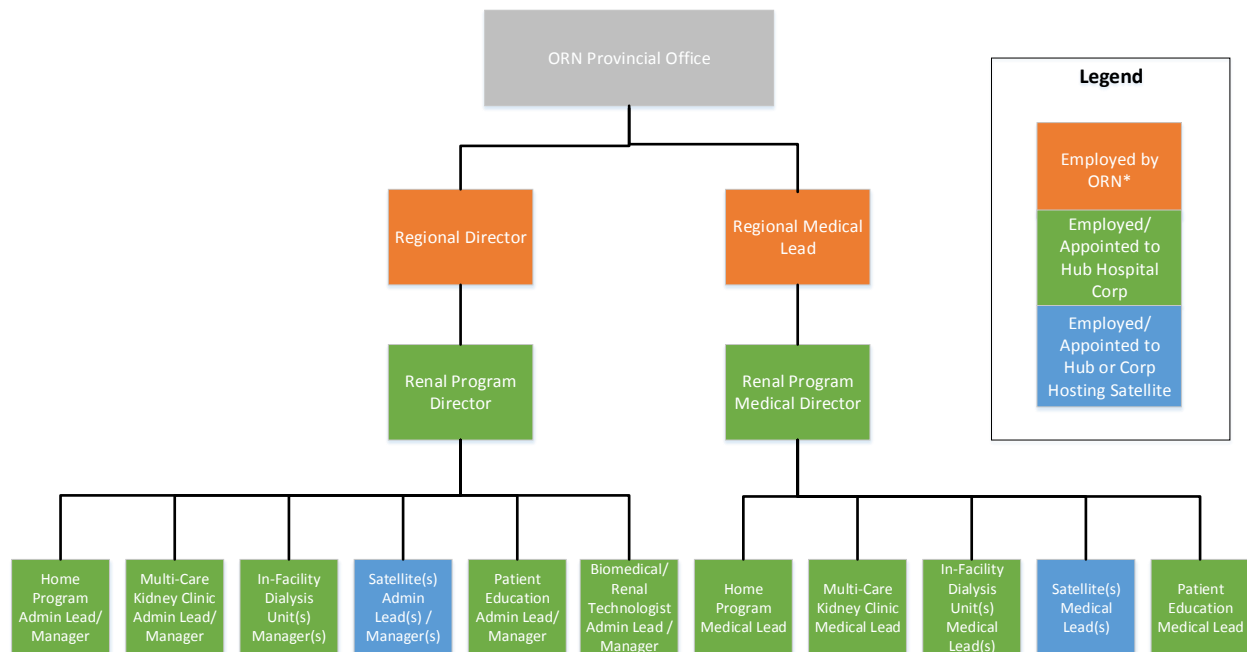 ORN Provincial Office
Legend
Employed by
ORN*
Employed/
Appointed to
Hub Hospital
Corp
Employed/
Appointed to
Hub or Corp
Hosting Satellite
Regional Director
Regional Medical
Lead
Renal Program
Director
Renal Program
Medical Director
Home
Program
Admin Lead/
Manager
Multi-Care
Kidney Clinic
Admin Lead/
Manager
In-Facility
Dialysis
Unit(s)
Manager(s)
Satellite(s)
Admin
Lead(s) /
Manager(s)
Patient
Education
Admin Lead/
Manager
Biomedical/
Renal
Technologist
Admin Lead /
Manager
Home
Program
Medical Lead
Multi-Care
Kidney Clinic
Medical Lead
In-Facility
Dialysis
Unit(s)
Medical
Lead(s)
Satellite(s)
Medical
Lead(s)
Patient
Education
Medical Lead